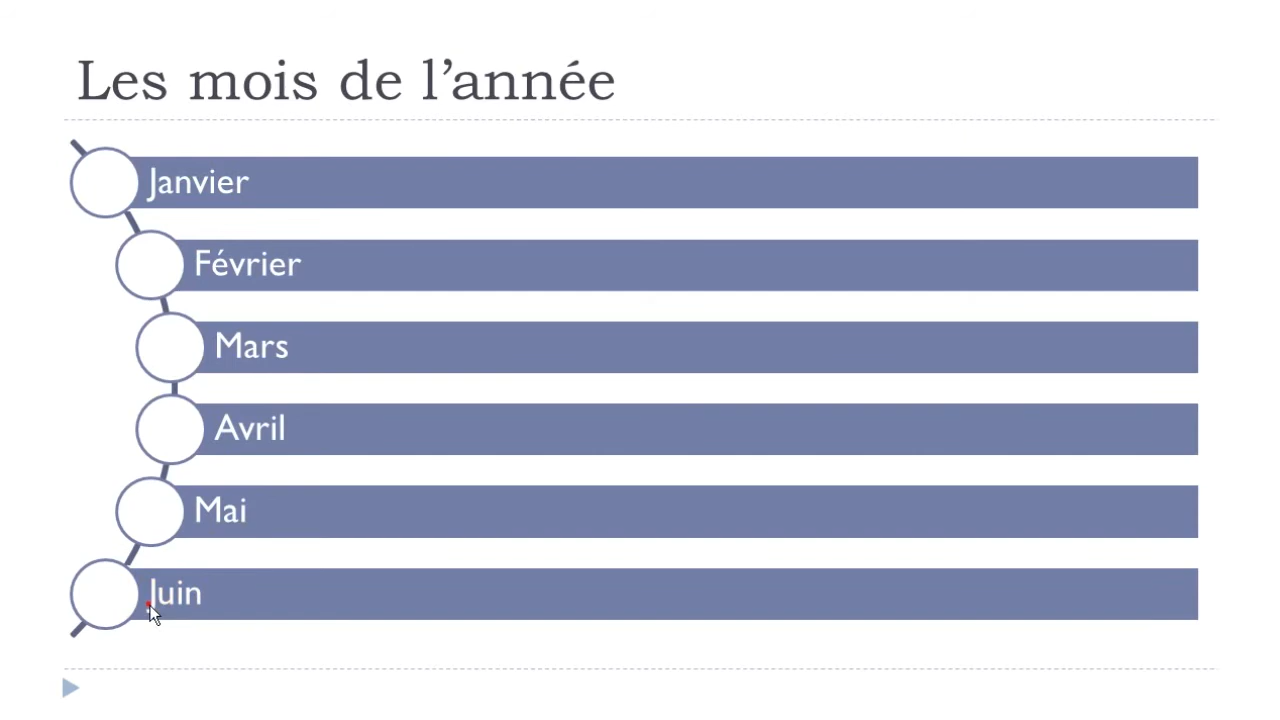 Les mois de l’année
Janvier
Février
Mars
Avril
Mai
Juin